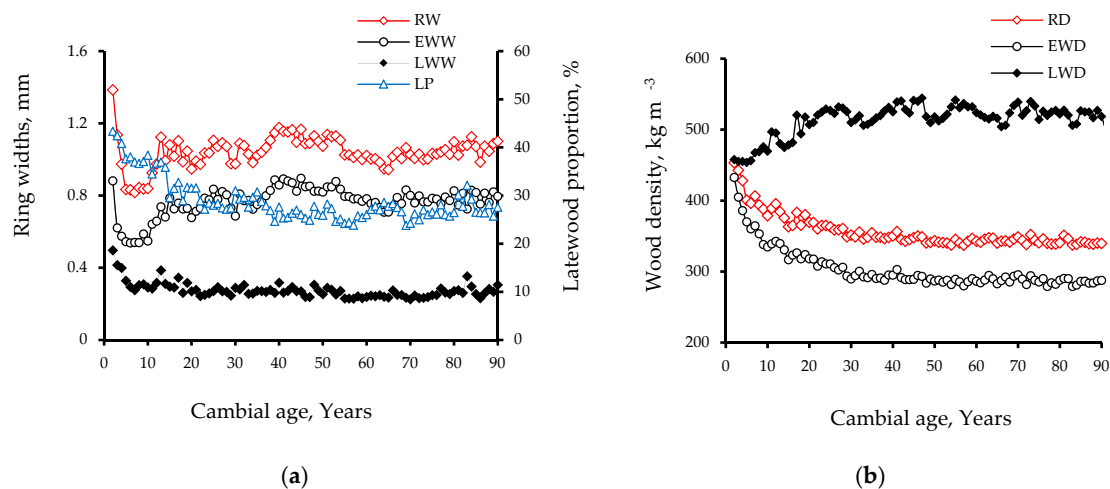 RW
EWW
LWW
LP
1.6
1.2
0.8
0.4
0
Ring widths, mm
60
50
40
30
20
10
0
Latewood proportion, %
0 10 20 30 40 50 60 70 80 90
Cambial age, Years
(a)
RD
EWD
LWD
600
500
400
300
200
Wood density, kg m -3
0 10 20 30 40 50 60 70 80 90
Cambial age, Years
(b)